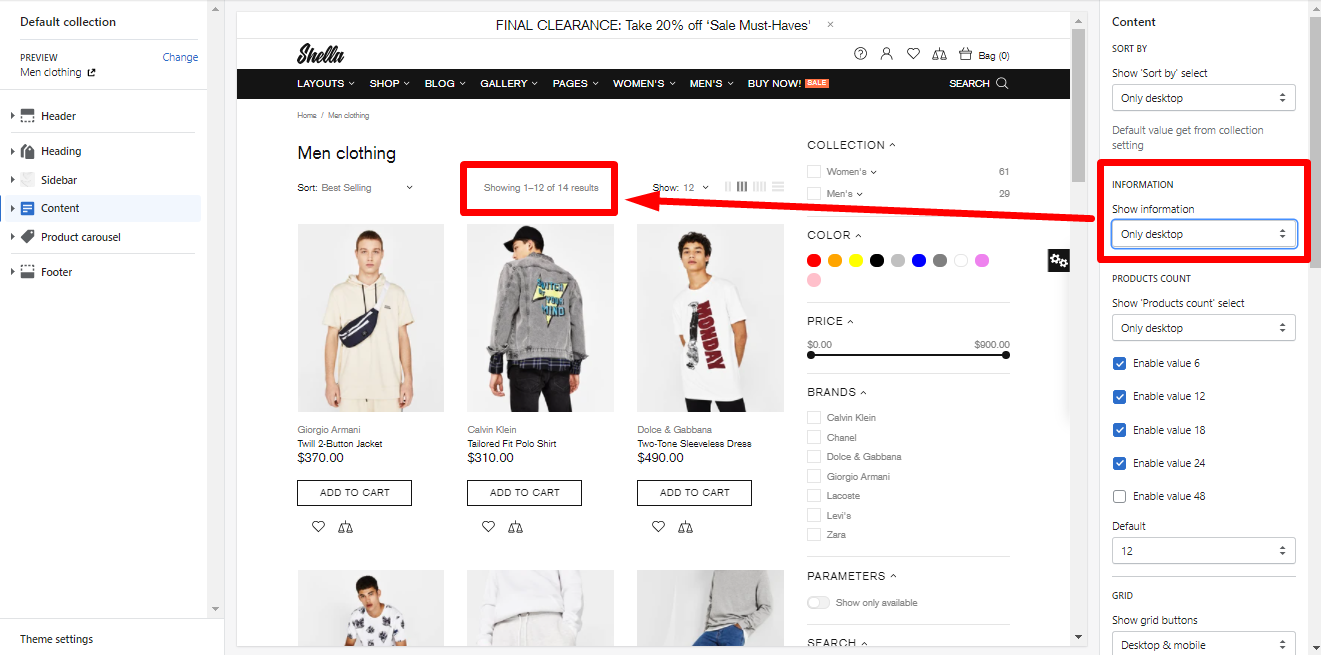 Default collection
PREVIEW
Change
Men clothing
Header
Heading
Sidebar
Content
Product carousel
Footer
Theme settings
FINAL CLEARANCE: Take 20% off ‘Sale Must-Haves’ ×
Shella
Bag (0)
LAYOUTS SHOP BLOG GALLERY PAGES WOMEN'S MEN'S BUY NOW! SALE SEARCH
Home / Men clothing
Men clothing
Sort: Best Selling
Showing 1–12 of 14 results
Show: 12
Giorgio Armani
Twill 2-Button Jacket
$370.00
ADD TO CART
Calvin Klein
Tailored Fit Polo Shirt
$310.00
ADD TO CART
Dolce & Gabbana
Two-Tone Sleeveless Dress
$490.00
ADD TO CART
MONDAY
COLLECTION
Women's 61
Men's 29
COLOR
PRICE
$0.00 $900.00
BRANDS
Calvin Klein
Chanel
Dolce & Gabbana
Giorgio Armani
Lacoste
Levi's
Zara
PARAMETERS
Show only available
SEARCH
Content
SORT BY
Show 'Sort by' select
Only desktop
Default value get from collection
setting
INFORMATION
Show information
Only desktop
PRODUCTS COUNT
Show 'Products count' select
Only desktop
Enable value 6
Enable value 12
Enable value 18
Enable value 24
Enable value 48
Default
12
GRID
Show grid buttons
Desktop & mobile